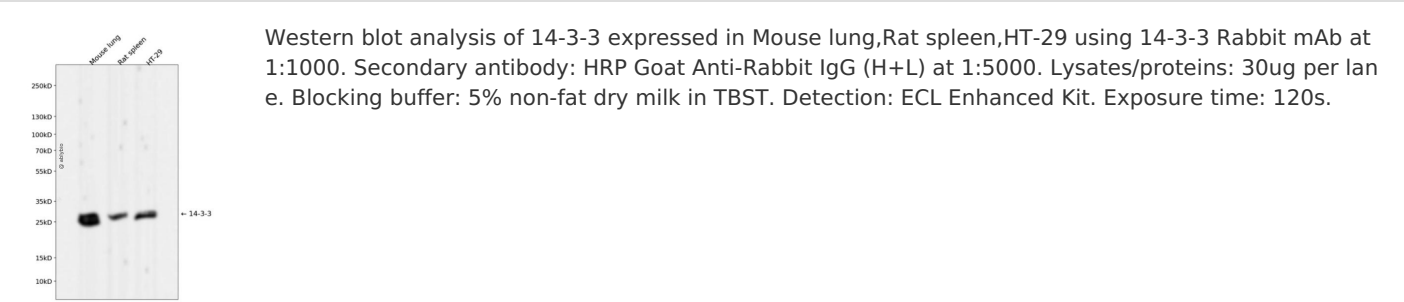 Mouse lung
Rat spleen
HT-29
250kD
130kD
100kD
70kD
55kD
35kD
25kD
15kD
10kD
← 14-3-3
Western blot analysis of 14-3-3 expressed in Mouse lung,Rat spleen,HT-29 using 14-3-3 Rabbit mAb at
1:1000. Secondary antibody: HRP Goat Anti-Rabbit IgG (H+L) at 1:5000. Lysates/proteins: 30ug per lan
e. Blocking buffer: 5% non-fat dry milk in TBST. Detection: ECL Enhanced Kit. Exposure time: 120s.